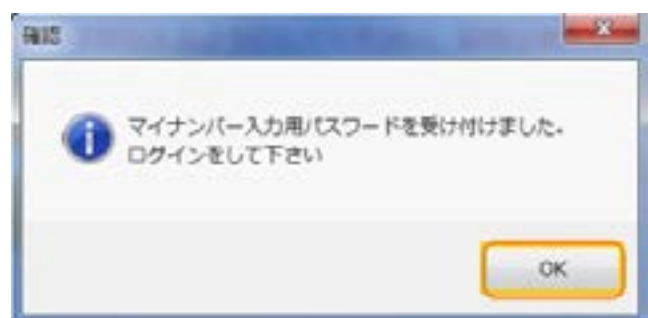 確認
マイナンバー入力用パスワードを受け付けました。
ログインをして下さい
OK